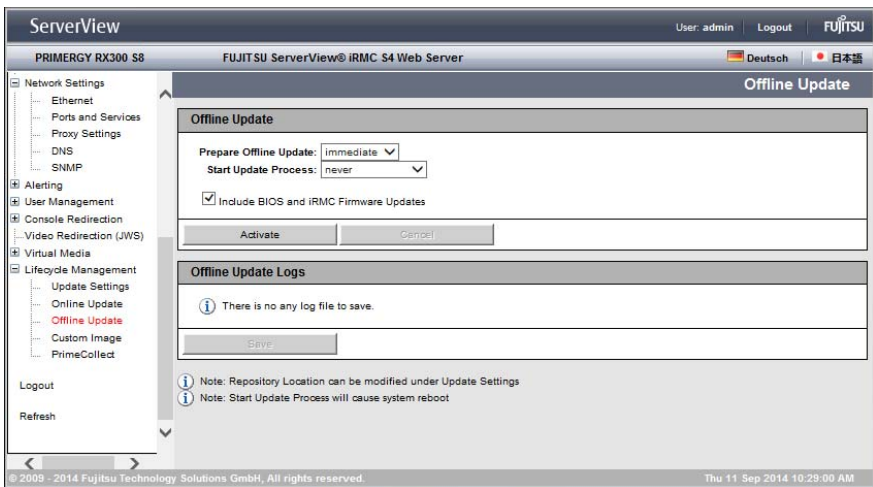 ServerView
User: admin Logout FUJITSU
PRIMERGY RX300 S8 FUJITSU ServerView® iRMC S4 Web Server Deutsch 日本語
Offline Update
Network Settings
Ethernet
Ports and Services
Proxy Settings
DNS
SNMP
Alerting
User Management
Console Redirection
Video Redirection (JWS)
Virtual Media
Lifecycle Management
Update Settings
Online Update
Offline Update
Custom Image
PrimeCollect
Logout
Refresh
Offline Update
Prepare Offline Update: immediate
Start Update Process: never
Include BIOS and iRMC Firmware Updates
Activate Cancel
Offline Update Logs
There is no any log file to save.
Save
Note: Repository Location can be modified under Update Settings
Note: Start Update Process will cause system reboot
© 2009 - 2014 Fujitsu Technology Solutions GmbH, All rights reserved. Thu 11 Sep 2014 10:29:00 AM